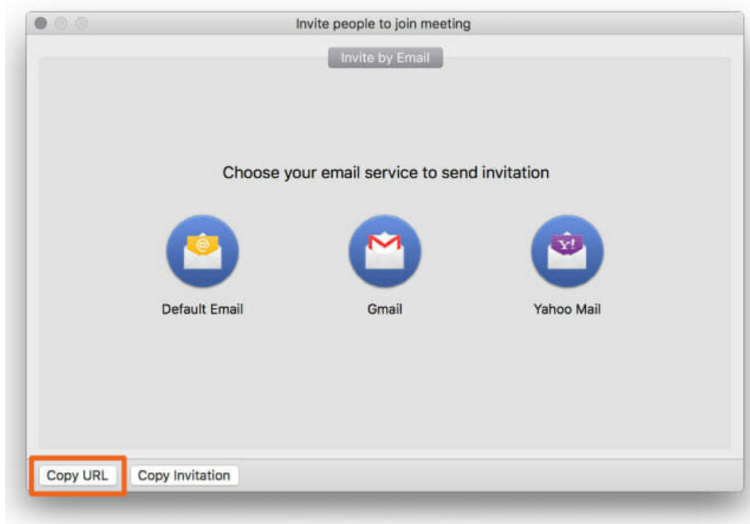 Invite people to join meeting
Invite by Email
Choose your email service to send invitation
@ Y!
Default Email Gmail Yahoo Mail
Copy URL Copy Invitation